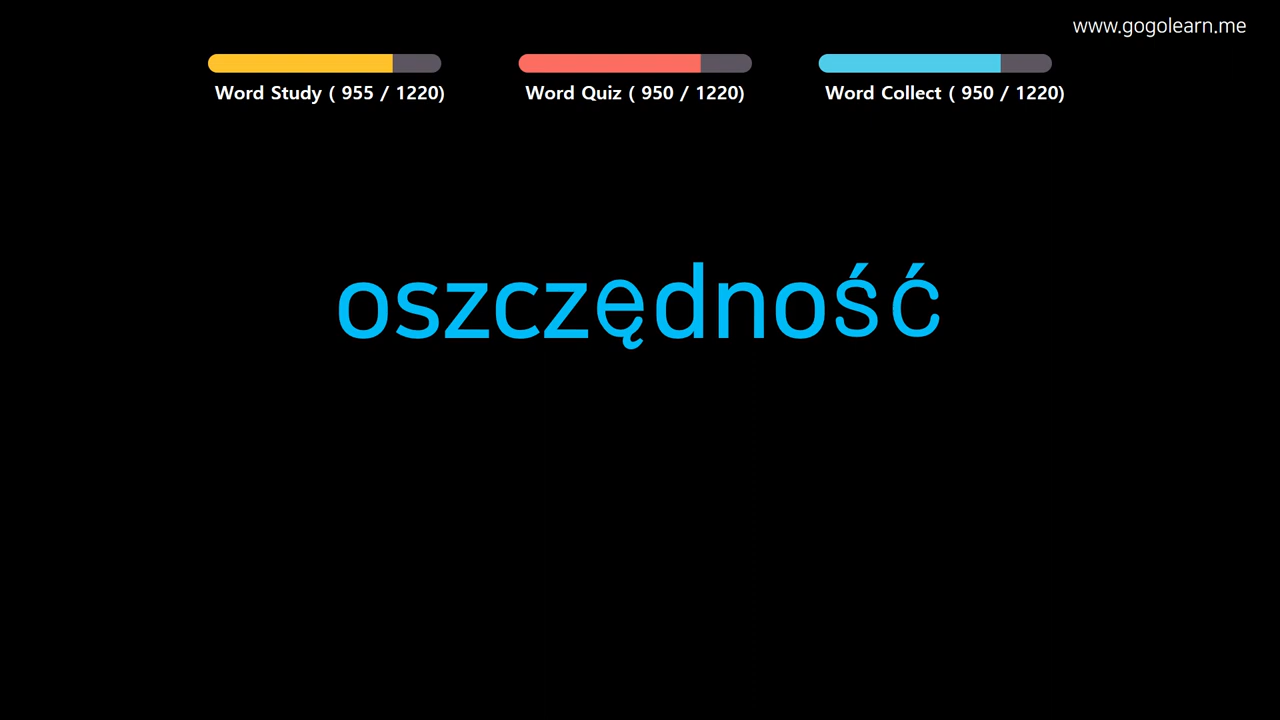 www.gogolearn.me
Word Study ( 955 / 1220)
Word Quiz ( 950 / 1220)
Word Collect ( 950 / 1220)
oszczędność